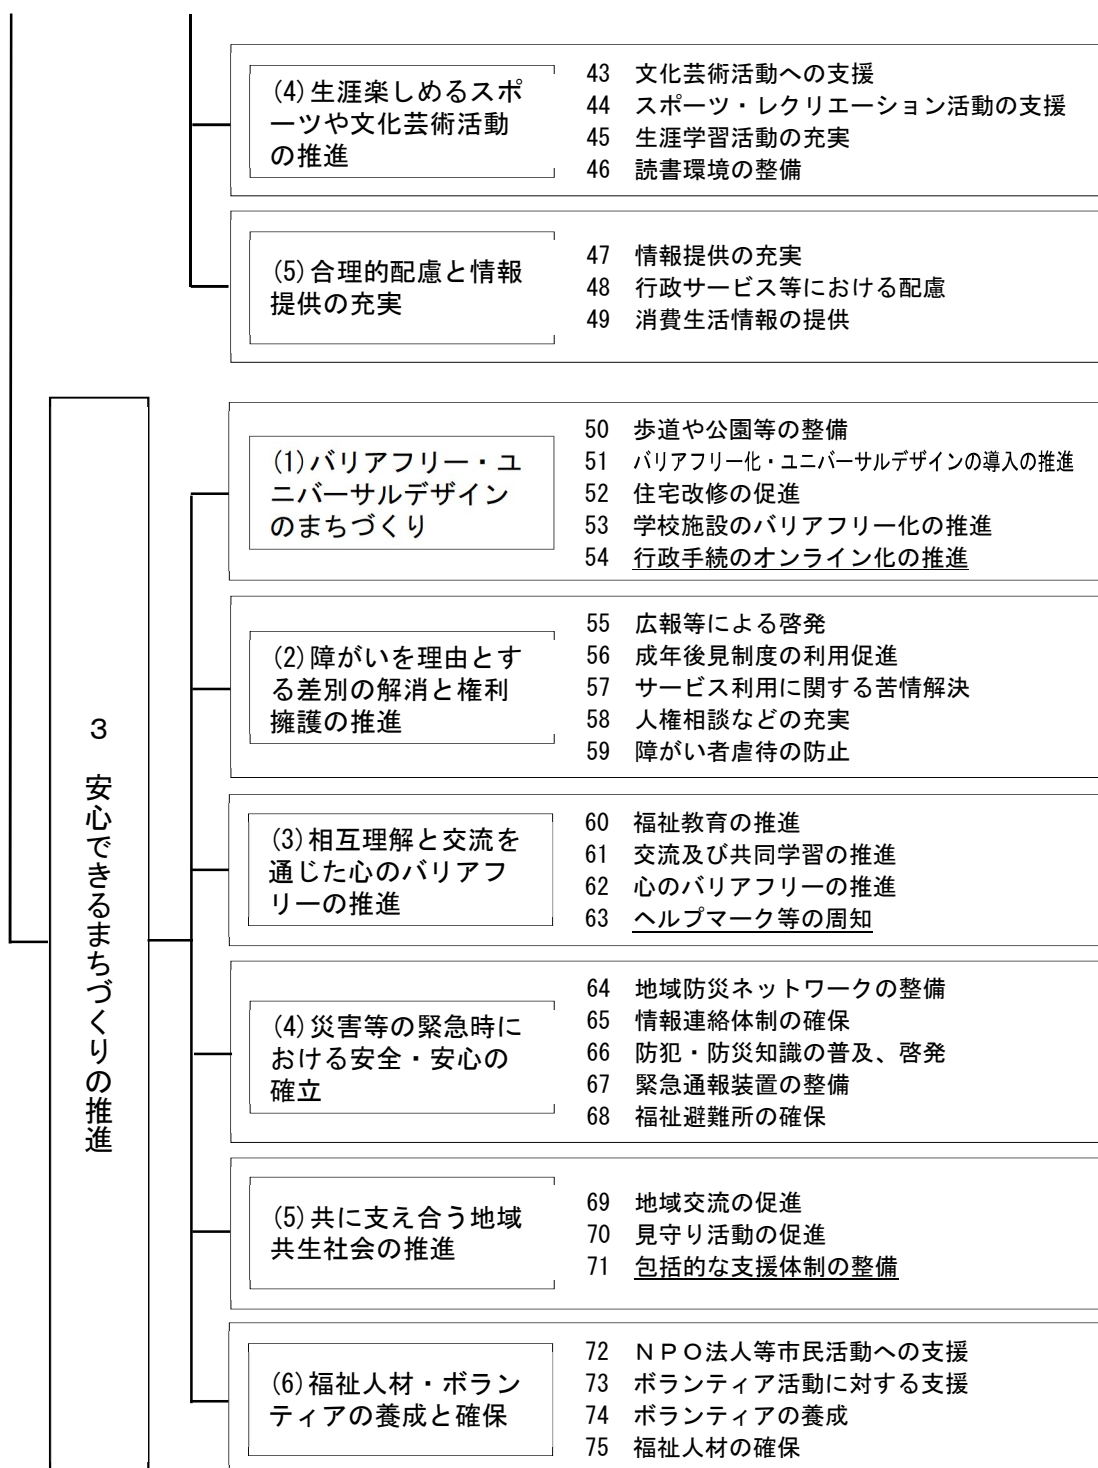 (4)生涯楽しめるスポ
ーツや文化芸術活動
の推進
43 文化芸術活動への支援
44 スポーツ・レクリエーション活動の支援
45 生涯学習活動の充実
46 読書環境の整備
(5)合理的配慮と情報
提供の充実
47 情報提供の充実
48 行政サービス等における配慮
49 消費生活情報の提供
3 安心できるまちづくりの推進
(1)バリアフリー・ユ
ニバーサルデザイン
のまちづくり
50 歩道や公園等の整備
51 バリアフリー化・ユニバーサルデザインの導入の推進
52 住宅改修の促進
53 学校施設のバリアフリー化の推進
54 行政手続のオンライン化の推進
(2)障がいを理由とす
る差別の解消と権利
擁護の推進
55 広報等による啓発
56 成年後見制度の利用促進
57 サービス利用に関する苦情解決
58 人権相談などの充実
59 障がい者虐待の防止
(3)相互理解と交流を
通じた心のバリアフ
リーの推進
60 福祉教育の推進
61 交流及び共同学習の推進
62 心のバリアフリーの推進
63 ヘルプマーク等の周知
(4)災害等の緊急時に
おける安全・安心の
確立
64 地域防災ネットワークの整備
65 情報連絡体制の確保
66 防犯・防災知識の普及、啓発
67 緊急通報装置の整備
68 福祉避難所の確保
(5)共に支え合う地域
共生社会の推進
69 地域交流の促進
70 見守り活動の促進
71 包括的な支援体制の整備
(6)福祉人材・ボラン
ティアの養成と確保
72 ＮＰＯ法人等市民活動への支援
73 ボランティア活動に対する支援
74 ボランティアの養成
75 福祉人材の確保